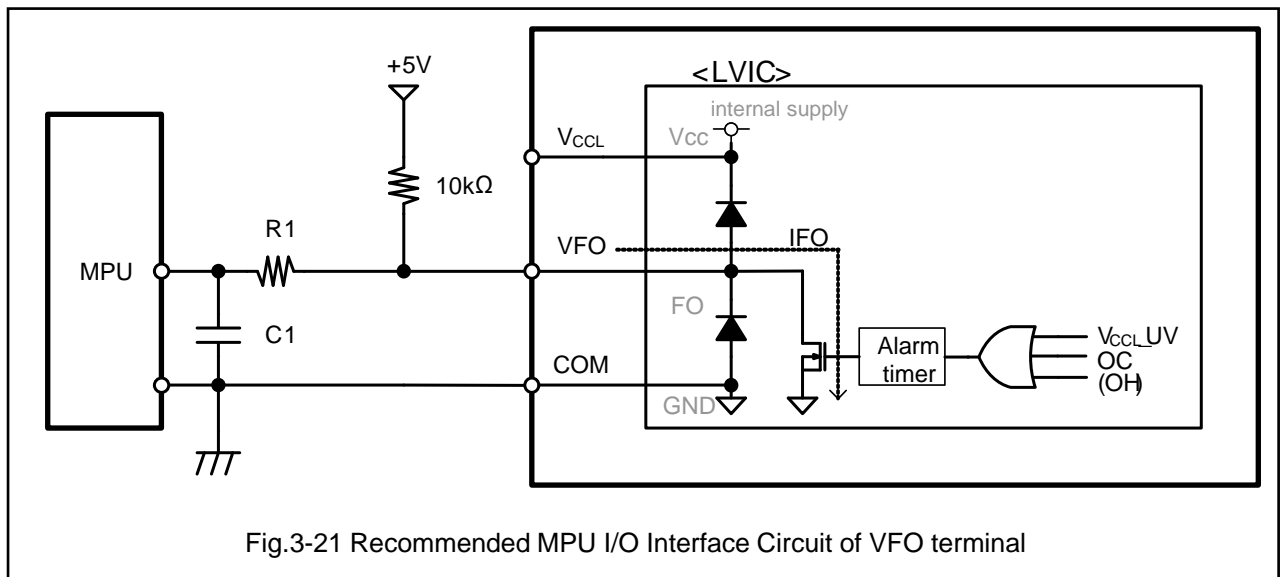 <LVIC>
+5V
internal supply
VCCL
Vcc
10kΩ
R1
VFO
IFO
MPU
C1
FO
Alarm
timer
VCCL_UV
OC
(OH)
COM
GND
Fig.3-21 Recommended MPU I/O Interface Circuit of VFO terminal